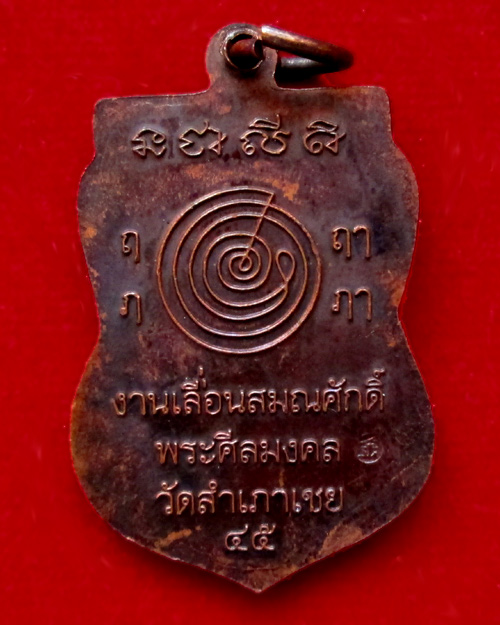 ฤ ฤๅ
ฦ ฦๅ
งานเลื่อนสมณศักดิ์
พระศีลมงคล
วัดสำเภาเชย
๔๕